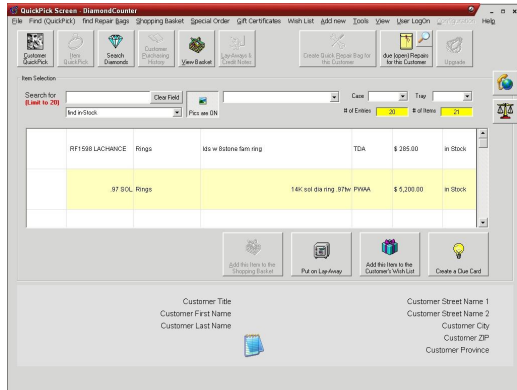 QuickPick Screen - DiamondCounter
File Find (QuickPick) find Repair Bags Shopping Basket Special Order Gift Certificates Wish List Add new Tools View User LogOn Help
Customer QuickPick
Item QuickPick
Search Diamonds
Customer Purchasing History
View Basket
Lay-Aways & Credit Notes
Create Quick Repair Bag for the Customer
due (open) Repairs for the Customer
Upgrade
Item Selection
Search for
(Limit to 20)
Clear Field
find in-Stock
Pics are ON
Case
Tray
# of Entries 20 # of Items 21
RF1598 LACHANCE Rings lds w 8stone fam ring TDA $ 285.00 in Stock
.97 SOL Rings 14K sol dia ring .97tw PWAA $ 5,200.00 in Stock
Add this Item to the Shopping Basket
Put on Lay-Away
Add this Item to the Customer's Wish List
Create a Clue Card
Customer Title
Customer First Name
Customer Last Name
Customer Street Name 1
Customer Street Name 2
Customer City
Customer ZIP
Customer Province